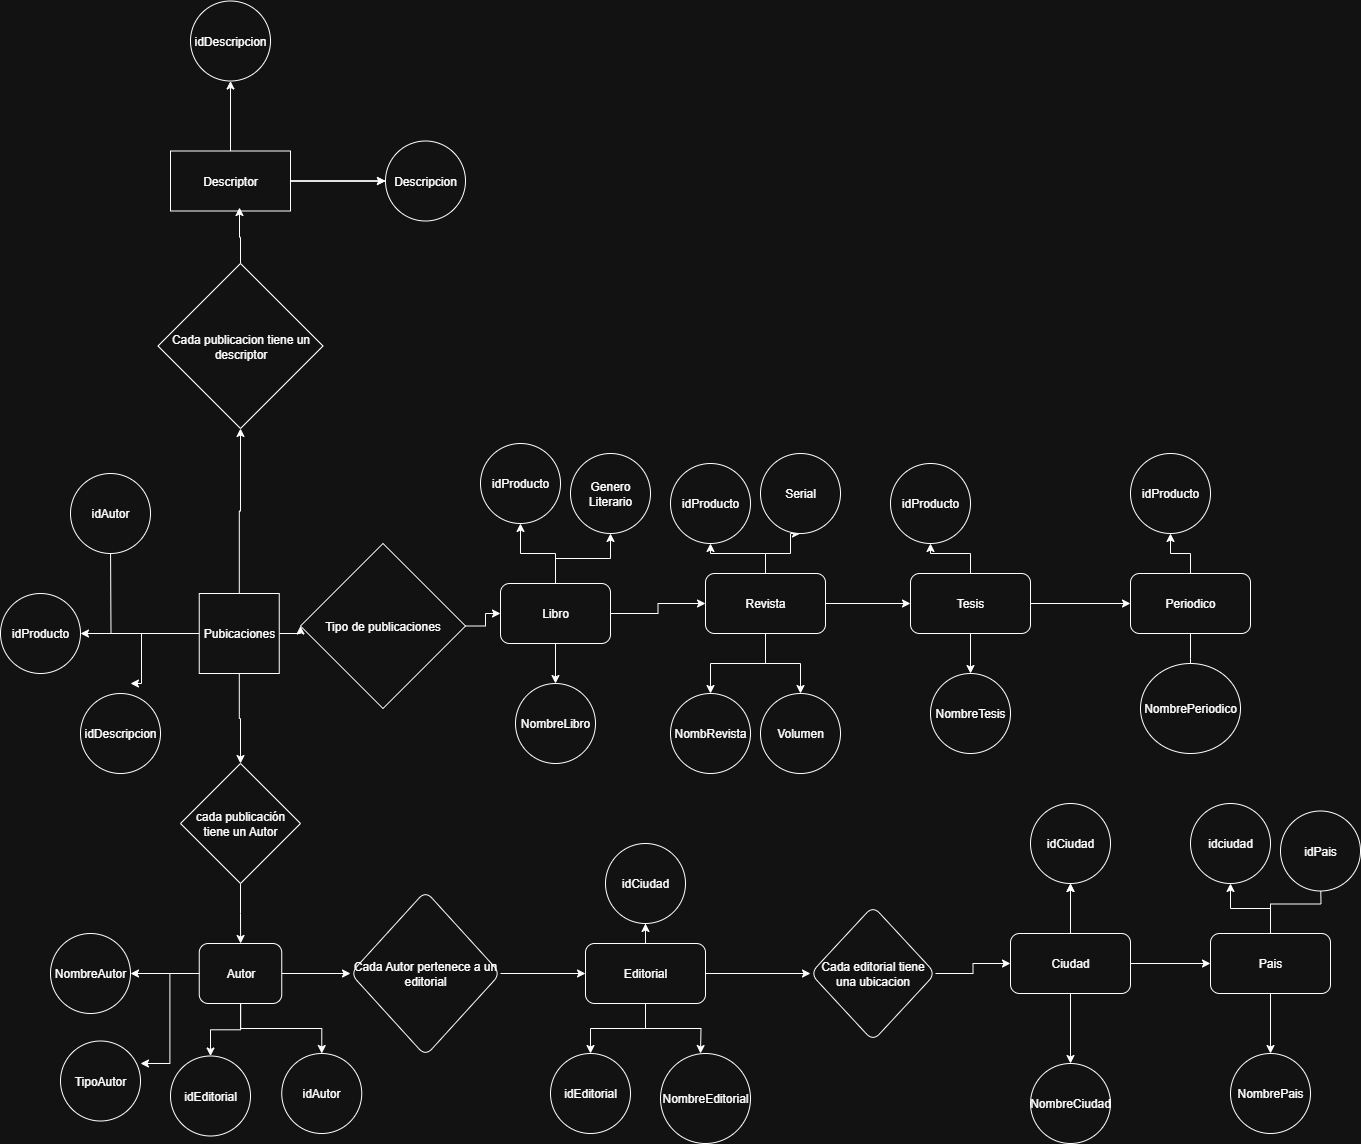 idDescripcion
Descriptor
Descripcion
Cada publicacion tiene un
descriptor
idAutor
idProducto
Pubicaciones
idDescripcion
Tipo de publicaciones
idProducto
Genero
Literario
Libro
NombreLibro
idProducto
Serial
Revista
NombRevista
Volumen
idProducto
Tesis
NombreTesis
idProducto
Periodico
NombrePeriodico
cada publicación
tiene un Autor
NombreAutor
Autor
TipoAutor
idEditorial
idAutor
Cada Autor pertenece a un
editorial
idCiudad
Editorial
idEditorial
NombreEditorial
Cada editorial tiene
una ubicacion
idCiudad
Ciudad
NombreCiudad
idciudad
idPais
Pais
NombrePais